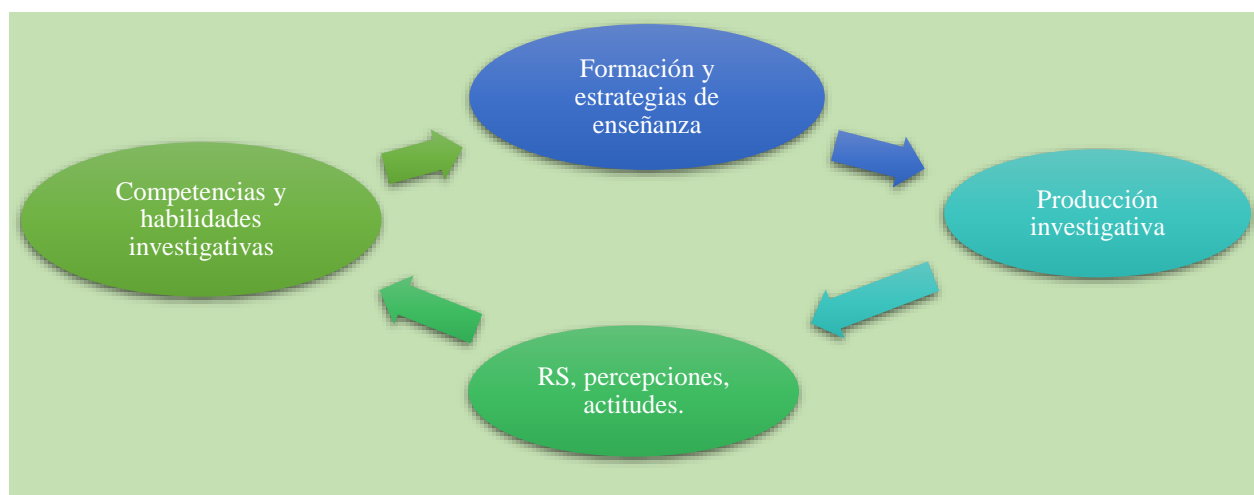 Formación y
estrategias de
enseñanza
Competencias y
habilidades
investigativas
Producción
investigativa
RS, percepciones,
actitudes.